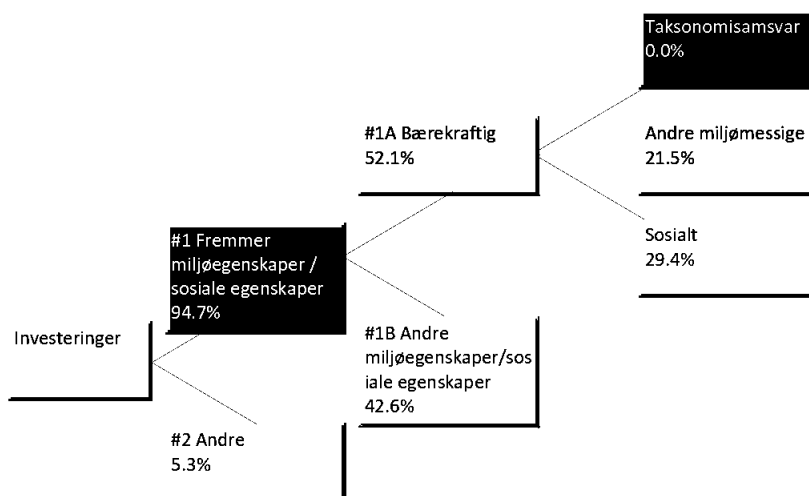 Taksonomisamsvar
0.0%
#1A Bærekraftig
52.1%
Andre miljømessige
21.5%
Sosialt
29.4%
#1 Fremmer
miljøegenskaper /
sosiale egenskaper
94.7%
Investeringer
#1B Andre
miljøegenskaper/sos
iale egenskaper
42.6%
#2 Andre
5.3%